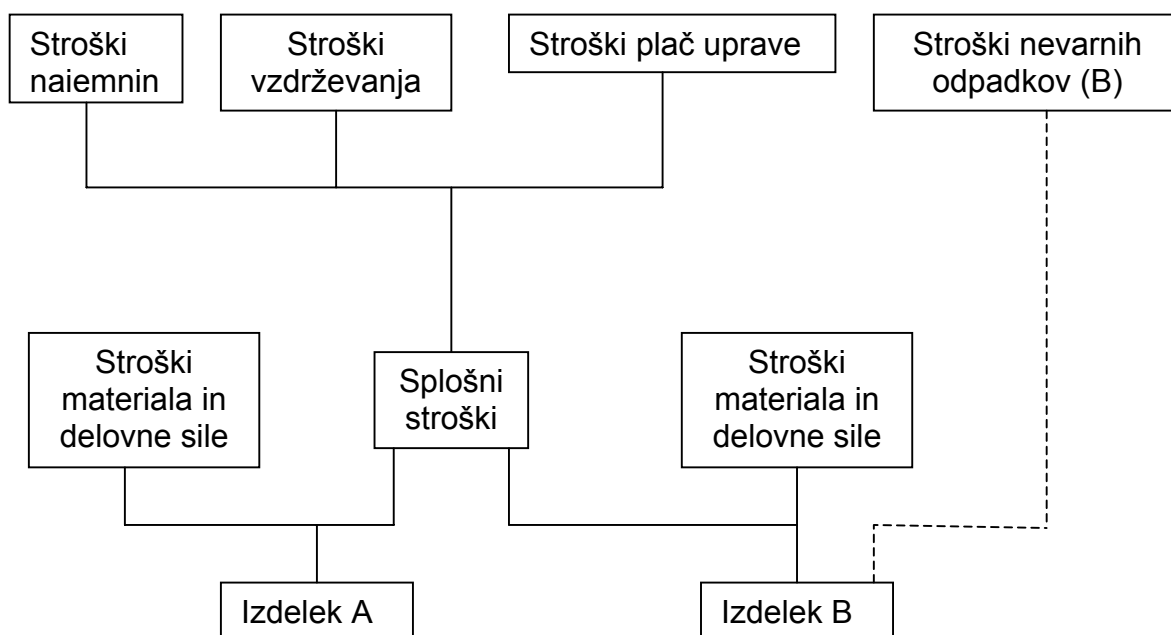 Stroški
naiemnin
Stroški
vzdrževanja
Stroški plač uprave
Stroški nevarnih
odpadkov (B)
Stroški
materiala in
delovne sile
Splošni
stroški
Stroški
materiala in
delovne sile
Izdelek A
Izdelek B